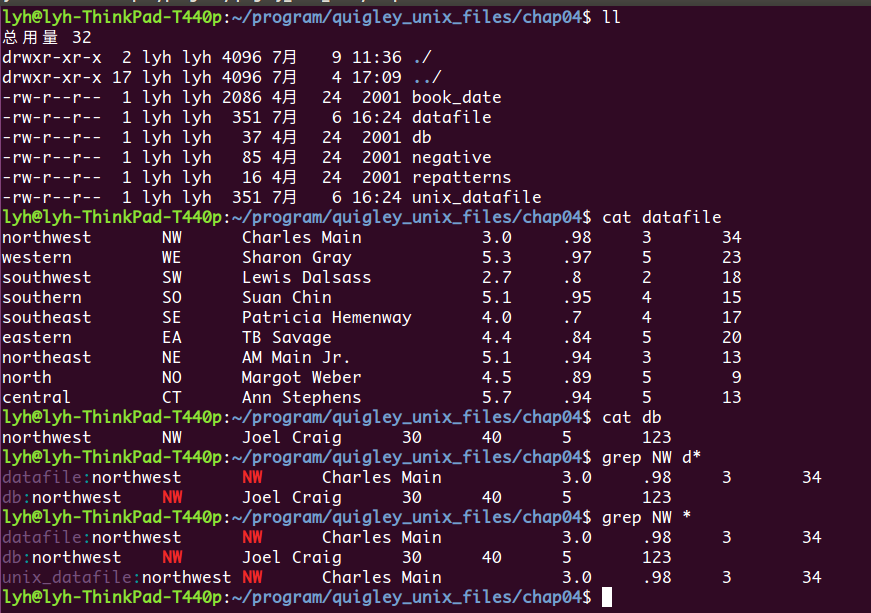 lyh@lyh-ThinkPad-T440p:~/program/quigley_unix_files/chap04$ ll
总用量 32
drwxr-xr-x  2 lyh lyh 4096 7月   9 11:36 ./
drwxr-xr-x 17 lyh lyh 4096 7月   4 17:09 ../
-rw-r--r--  1 lyh lyh 2086 4月  24  2001 book_date
-rw-r--r--  1 lyh lyh  351 7月   6 16:24 datafile
-rw-r--r--  1 lyh lyh   37 4月  24  2001 db
-rw-r--r--  1 lyh lyh   85 4月  24  2001 negative
-rw-r--r--  1 lyh lyh   16 4月  24  2001 repatterns
-rw-r--r--  1 lyh lyh  351 7月   6 16:24 unix_datafile
lyh@lyh-ThinkPad-T440p:~/program/quigley_unix_files/chap04$ cat datafile
northwest       NW      Charles Main            3.0     .98     3       34
western         WE      Sharon Gray             5.3     .97     5       23
southwest       SW      Lewis Dalsass           2.7     .8      2       18
southern        SO      Suan Chin               5.1     .95     4       15
southeast       SE      Patricia Hemenway       4.0     .7      4       17
eastern         EA      TB Savage               4.4     .84     5       20
northeast       NE      AM Main Jr.             5.1     .94     3       13
north           NO      Margot Weber            4.5     .89     5        9
central         CT      Ann Stephens            5.7     .94     5       13
lyh@lyh-ThinkPad-T440p:~/program/quigley_unix_files/chap04$ cat db
northwest       NW      Joel Craig      30      40      5       123
lyh@lyh-ThinkPad-T440p:~/program/quigley_unix_files/chap04$ grep NW d*
datafile:northwest      NW      Charles Main            3.0     .98     3       34
db:northwest    NW      Joel Craig      30      40      5       123
lyh@lyh-ThinkPad-T440p:~/program/quigley_unix_files/chap04$ grep NW *
datafile:northwest      NW      Charles Main            3.0     .98     3       34
db:northwest    NW      Joel Craig      30      40      5       123
unix_datafile:northwest NW      Charles Main            3.0     .98     3       34
lyh@lyh-ThinkPad-T440p:~/program/quigley_unix_files/chap04$